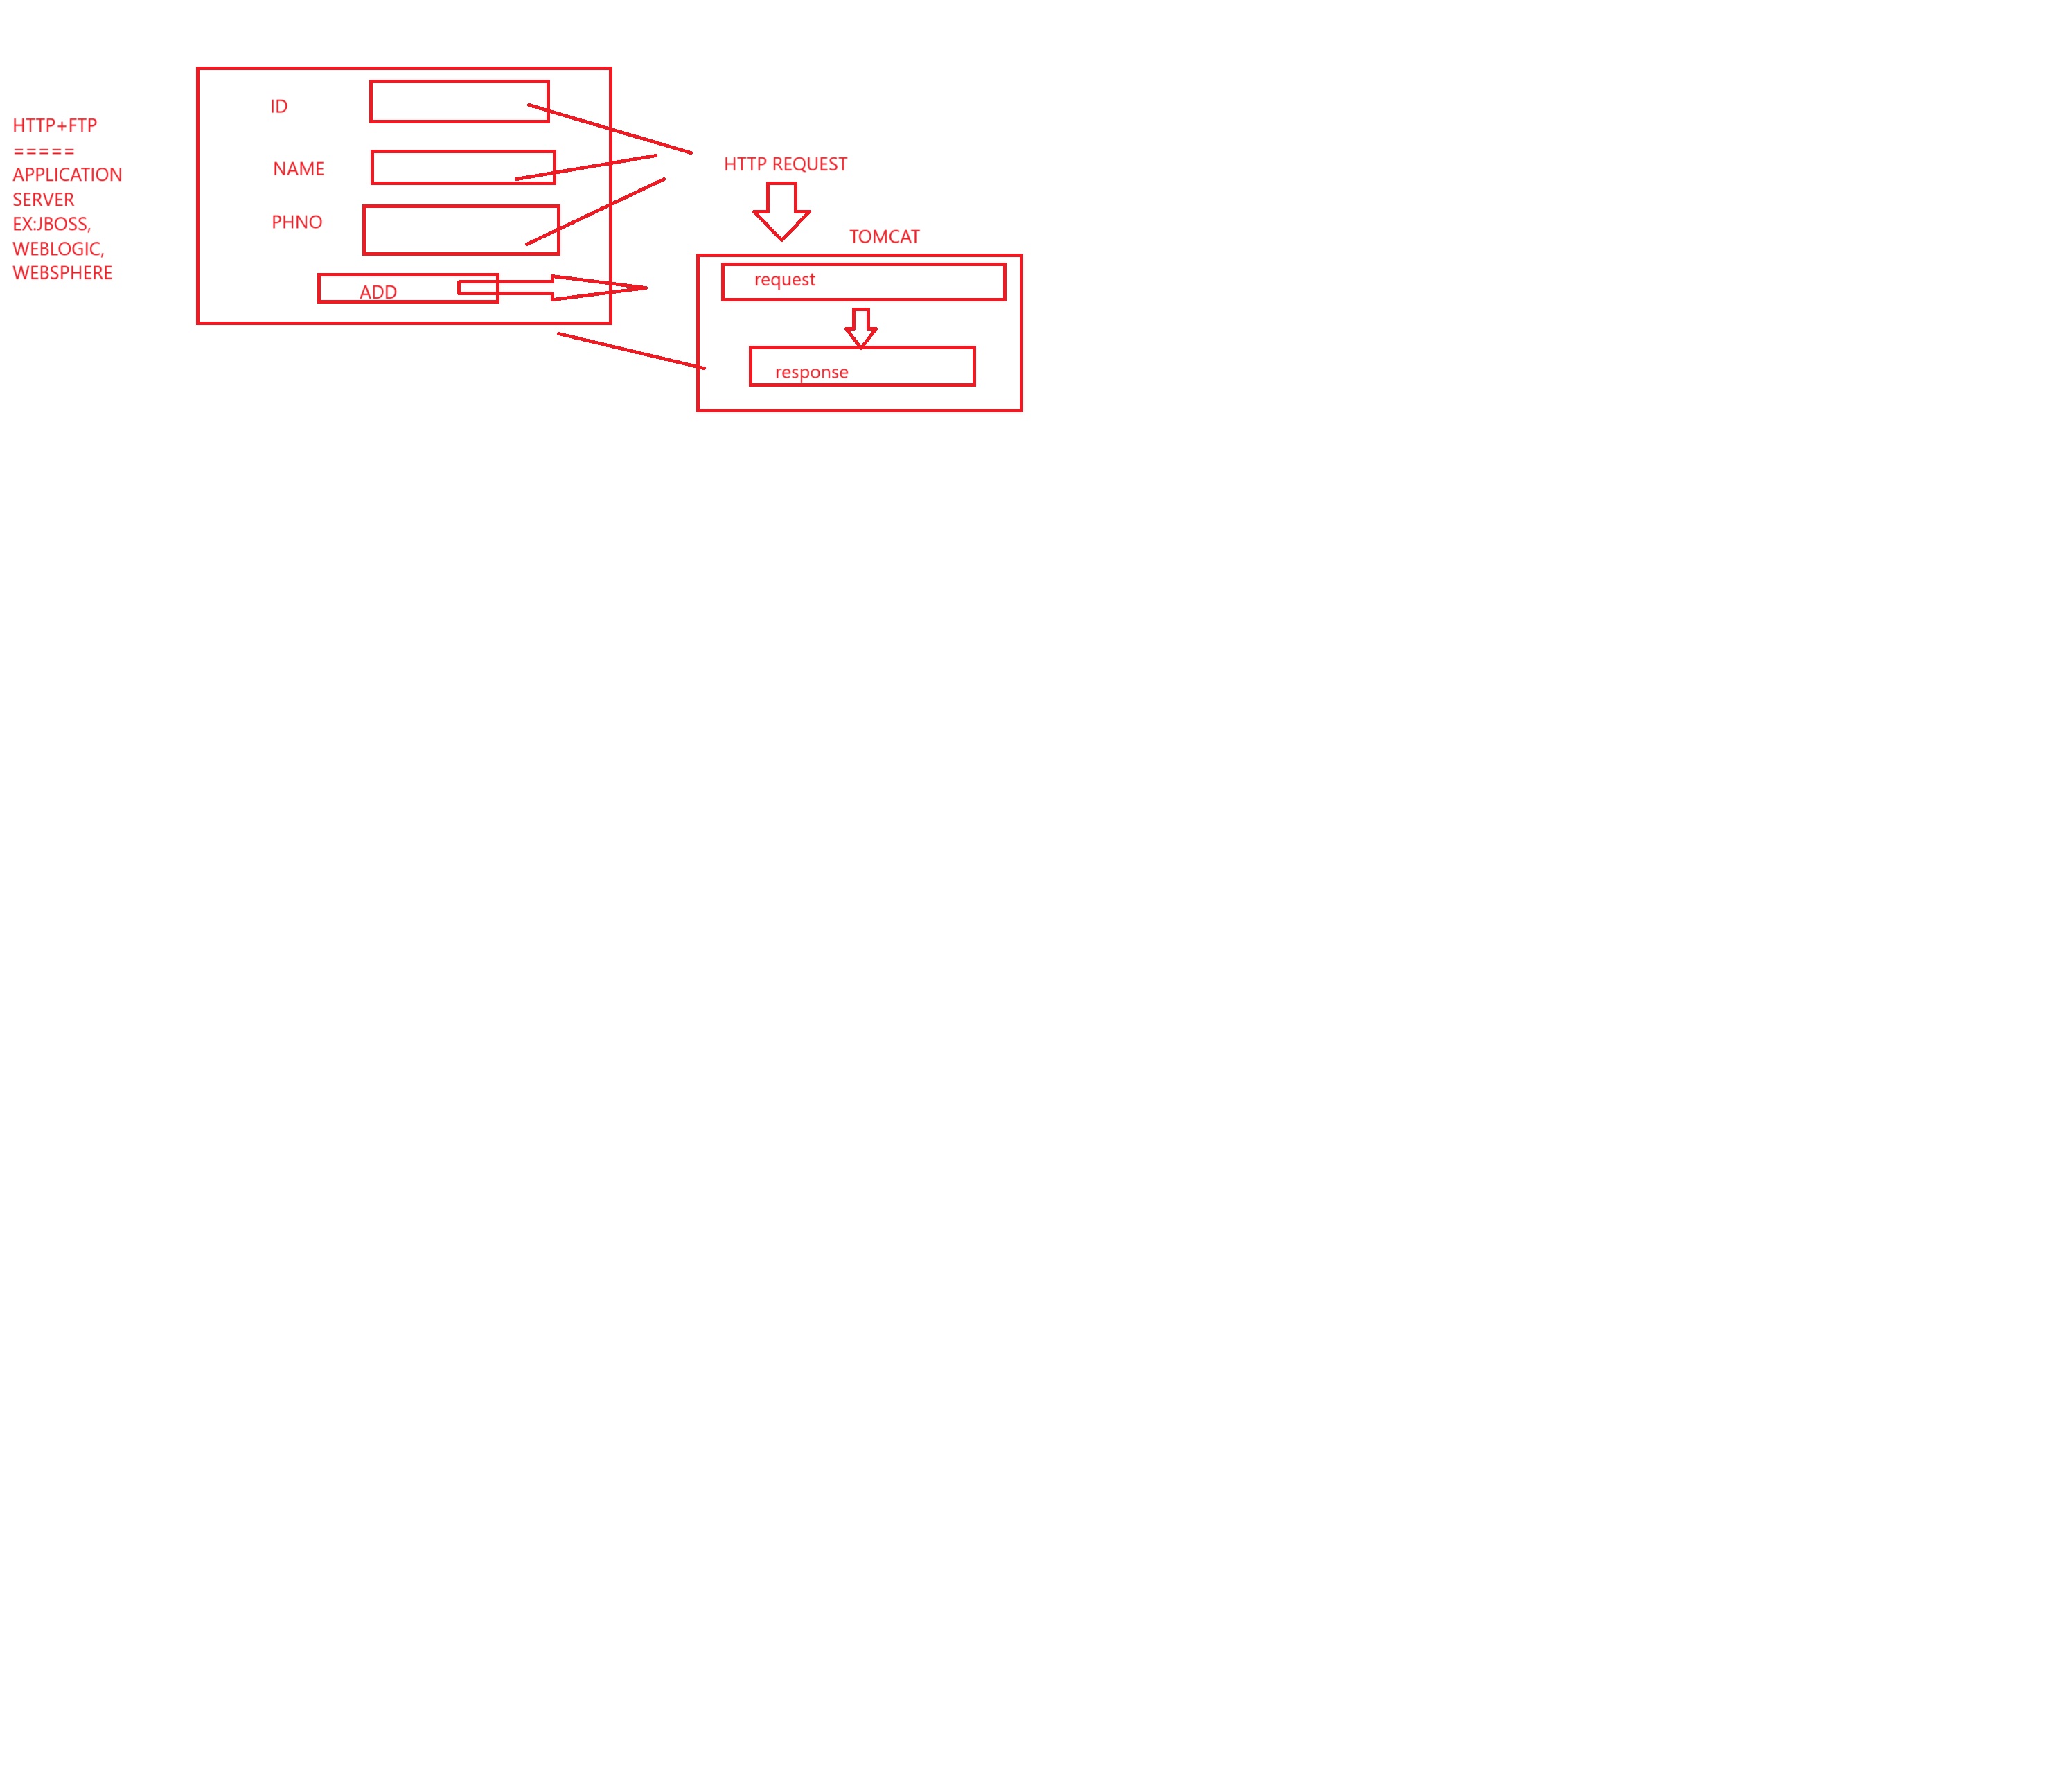 HTTP+FTP
=====
APPLICATION
SERVER
EX:JBOSS,
WEBLOGIC,
WEBSPHERE
ID
NAME
PHNO
ADD
HTTP REQUEST
TOMCAT
request
response